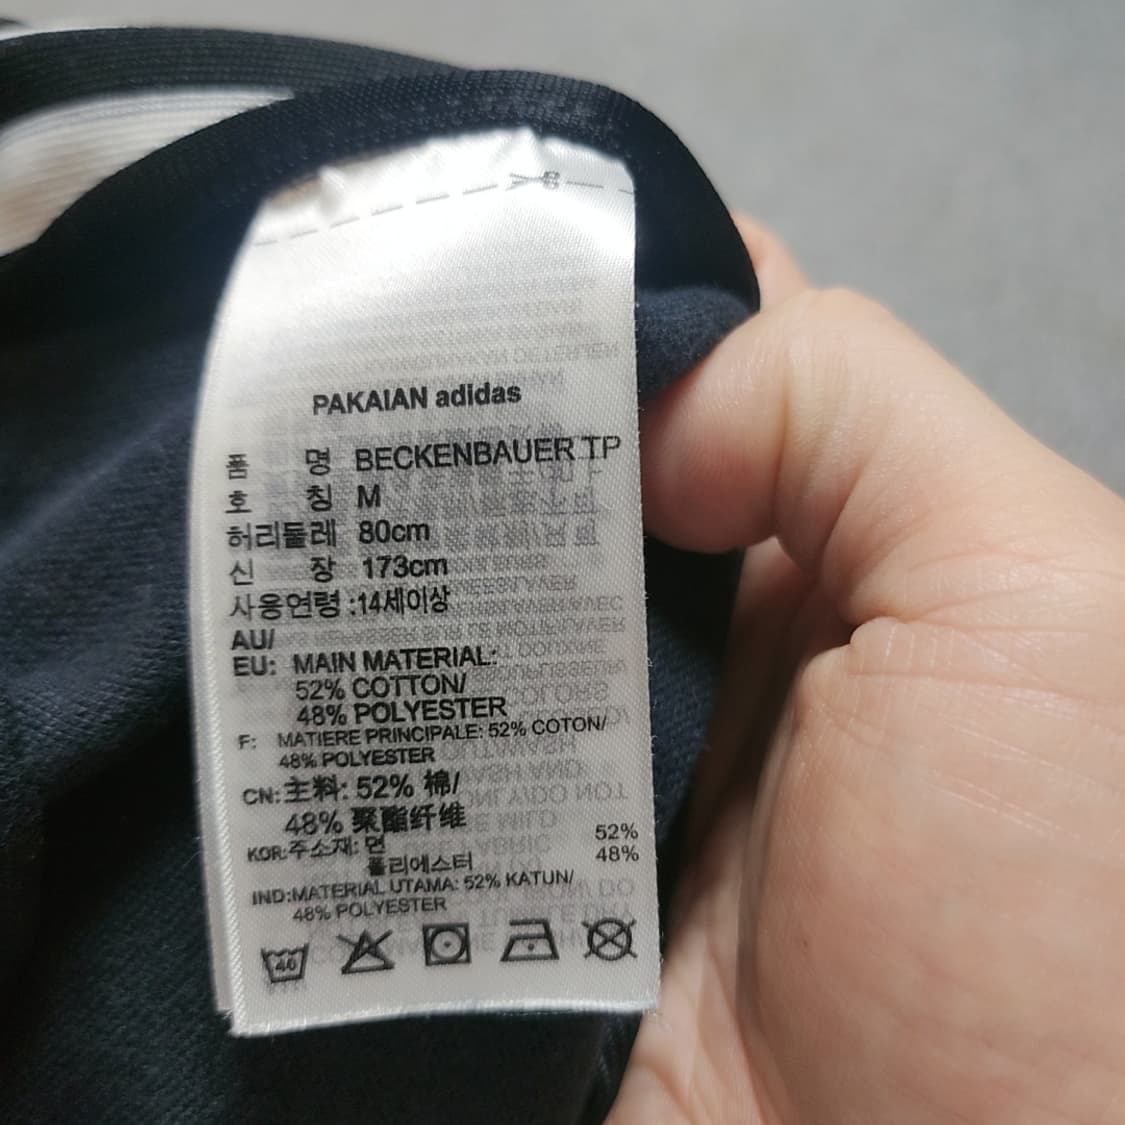 PAKAIAN adidas
품 명 BECKENBAUER TP
호 칭 M
허리둘레 80cm
신 장 173cm
사용연령 :14세이상
AU/
EU: MAIN MATERIAL:
52% COTTON/
48% POLYESTER
F: MATIERE PRINCIPALE: 52% COTON/
48% POLYESTER
CN:主料: 52% 棉/
48% 聚酯纤维
KOR:주소재: 면 52%
폴리에스터 48%
IND:MATERIAL UTAMA: 52% KATUN/
48% POLYESTER
40